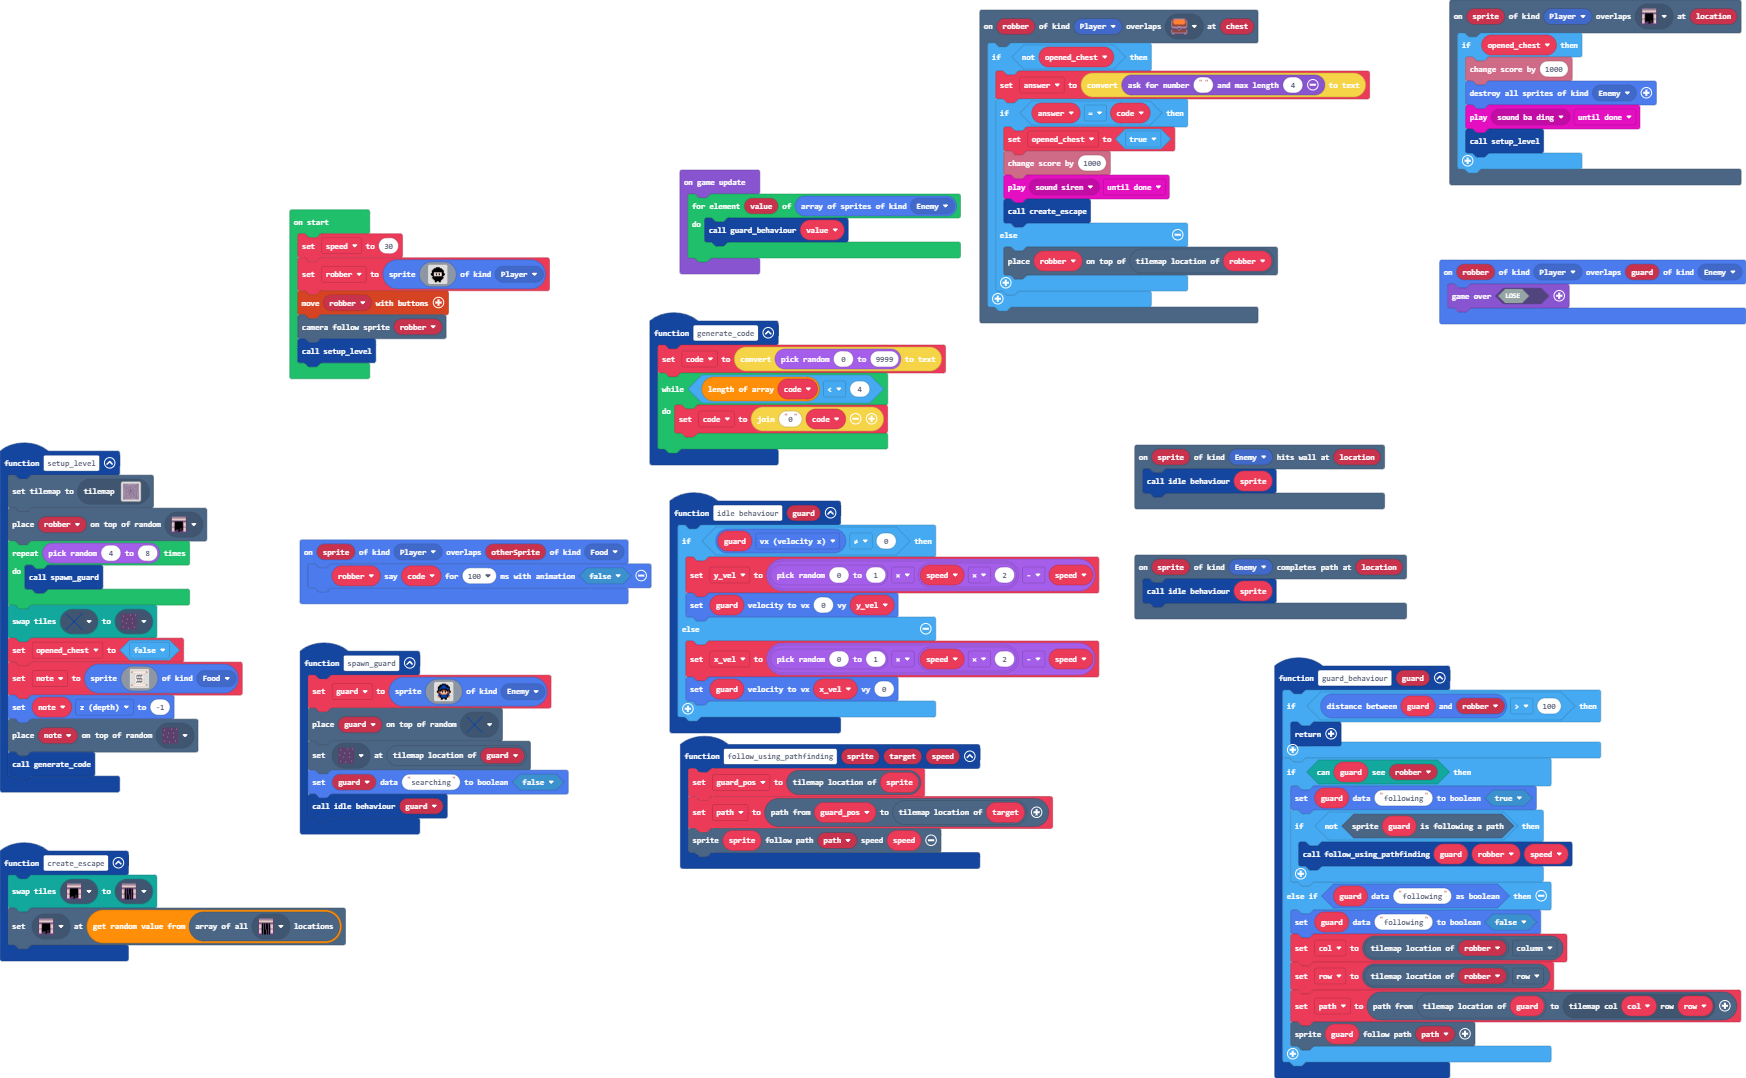 on start
set speed to 30
set robber to sprite of kind Player
move robber with buttons
camera follow sprite robber
call setup_level
function setup_level
set tilemap to tilemap
place robber on top of random
repeat pick random 4 to 8 times
do
call spawn_guard
swap tiles to
set opened_chest to false
set note to sprite of kind Food
set note z (depth) to -1
place note on top of random
call generate_code
function create_escape
swap tiles to
set at get random value from array of all locations
on sprite of kind Player overlaps otherSprite of kind Food
robber say code for 100 ms with animation false
function spawn_guard
set guard to sprite of kind Enemy
place guard on top of random
set at tilemap location of guard
set guard data "searching" to boolean false
call idle behaviour guard
on game update
for element value of array of sprites of kind Enemy
do
call guard_behaviour value
function generate_code
set code to convert pick random 0 to 9999 to text
while length of array code < 4
do
set code to join "0" code
function idle behaviour guard
if guard vx (velocity x) ≠ 0 then
set y_vel to pick random 0 to 1 x speed x 2 - speed
set guard velocity to vx 0 vy y_vel
else
set x_vel to pick random 0 to 1 x speed x 2 - speed
set guard velocity to vx x_vel vy 0
function follow_using_pathfinding sprite target speed
set guard_pos to tilemap location of sprite
set path to path from guard_pos to tilemap location of target
sprite sprite follow path path speed speed
on robber of kind Player overlaps at chest
if not opened_chest then
set answer to convert ask for number "" and max length 4 to text
if answer = code then
set opened_chest to true
change score by 1000
play sound siren until done
call create_escape
else
place robber on top of tilemap location of robber
on sprite of kind Player overlaps at location
if opened_chest then
change score by 1000
destroy all sprites of kind Enemy
play sound ba ding until done
call setup_level
on robber of kind Player overlaps guard of kind Enemy
game over LOSE
on sprite of kind Enemy hits wall at location
call idle behaviour sprite
on sprite of kind Enemy completes path at location
call idle behaviour sprite
function guard_behaviour guard
if distance between guard and robber > 100 then
return
if can guard see robber then
set guard data "following" to boolean true
if not sprite guard is following a path then
call follow_using_pathfinding guard robber speed
else if guard data "following" as boolean then
set guard data "following" to boolean false
set col to tilemap location of robber column
set row to tilemap location of robber row
set path to path from tilemap location of guard to tilemap col col row row
sprite guard follow path path